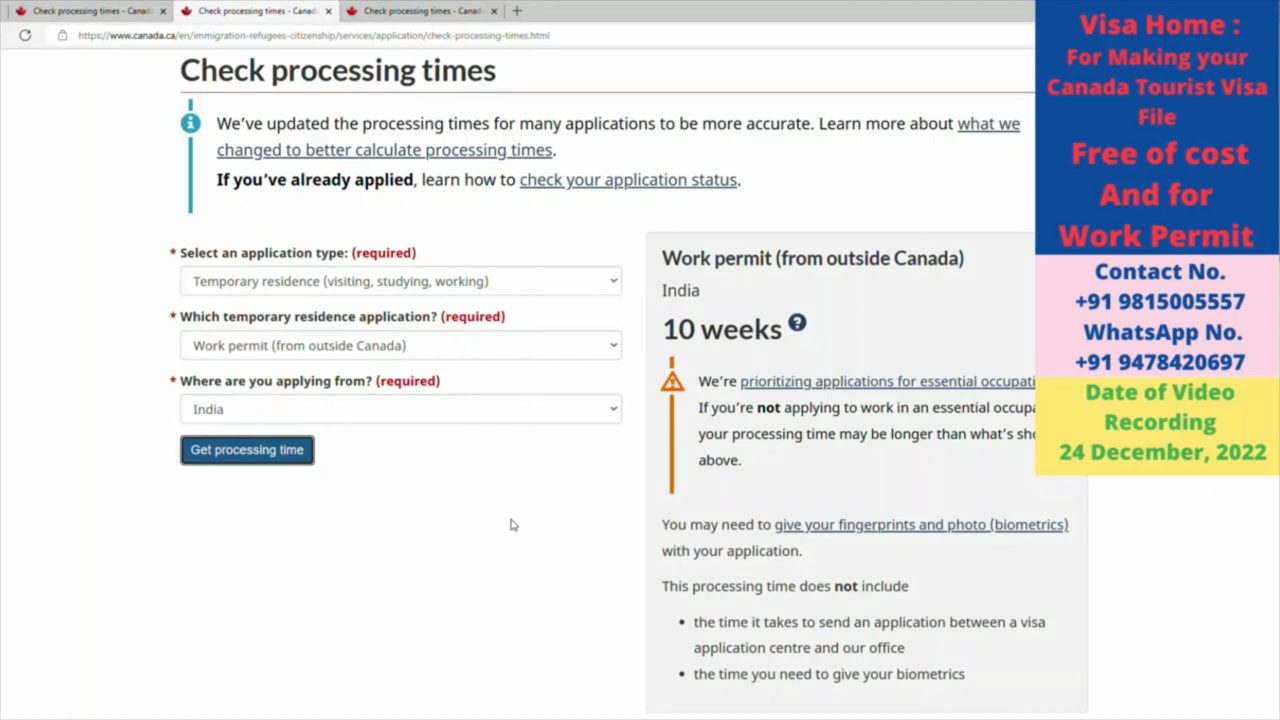 Check processing times - Canad
Check processing times - Canad
Check processing times - Canad
https://www.canada.ca/en/immigration-refugees-citizenship/services/application/check-processing-times.html
Check processing times
We've updated the processing times for many applications to be more accurate. Learn more about what we
changed to better calculate processing times.
If you've already applied, learn how to check your application status.
* Select an application type: (required)
Temporary residence (visiting, studying, working)
* Which temporary residence application? (required)
Work permit (from outside Canada)
* Where are you applying from? (required)
India
Get processing time
Work permit (from outside Canada)
India
10 weeks ?
We're prioritizing applications for essential occupati
If you're not applying to work in an essential occupa
your processing time may be longer than what's sho
above.
You may need to give your fingerprints and photo (biometrics)
with your application.
This processing time does not include
• the time it takes to send an application between a visa
application centre and our office
• the time you need to give your biometrics
Visa Home :
For Making your
Canada Tourist Visa
File
Free of cost
And for
Work Permit
Contact No.
+91 9815005557
WhatsApp No.
+91 9478420697
Date of Video
Recording
24 December, 2022